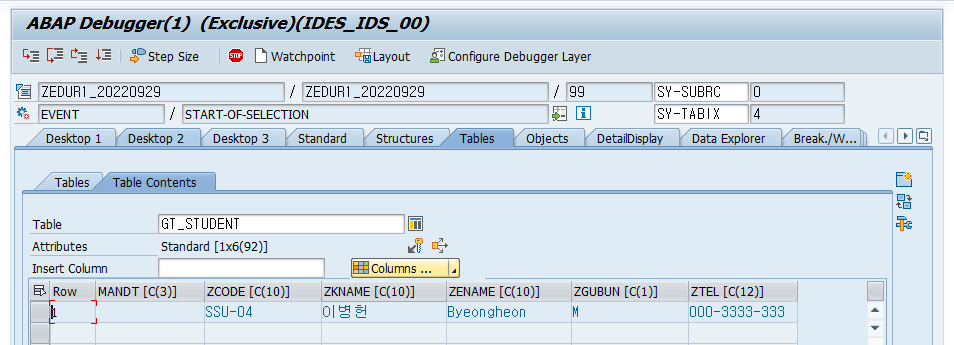 ABAP Debugger(1) (Exclusive)(IDES_IDS_00)
Step Size STOP Watchpoint Layout Configure Debugger Layer
ZEDUR1_20220929 / ZEDUR1_20220929 / 99 SY-SUBRC 0
EVENT / START-OF-SELECTION SY-TABIX 4
Desktop 1 Desktop 2 Desktop 3 Standard Structures Tables Objects DetailDisplay Data Explorer Break./W...
Tables Table Contents
Table GT_STUDENT
Attributes Standard [1x6(92)]
Insert Column Columns ...
Row MANDT [C(3)] ZCODE [C(10)] ZKNAME [C(10)] ZENAME [C(10)] ZGUBUN [C(1)] ZTEL [C(12)]
1 SSU-04 이병헌 Byeongheon M 000-3333-333